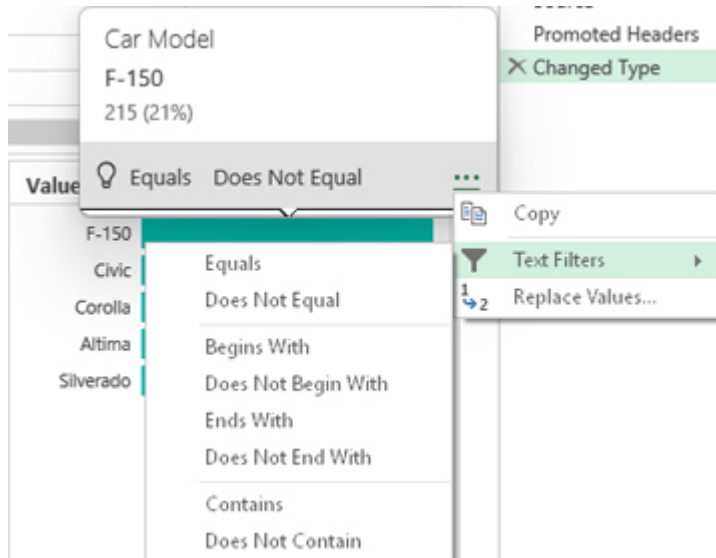 Car Model
F-150
215 (21%)
Equals Does Not Equal
Promoted Headers
Changed Type
Value
F-150
Civic
Corolla
Altima
Silverado
Copy
Text Filters
Replace Values...
Equals
Does Not Equal
Begins With
Does Not Begin With
Ends With
Does Not End With
Contains
Does Not Contain